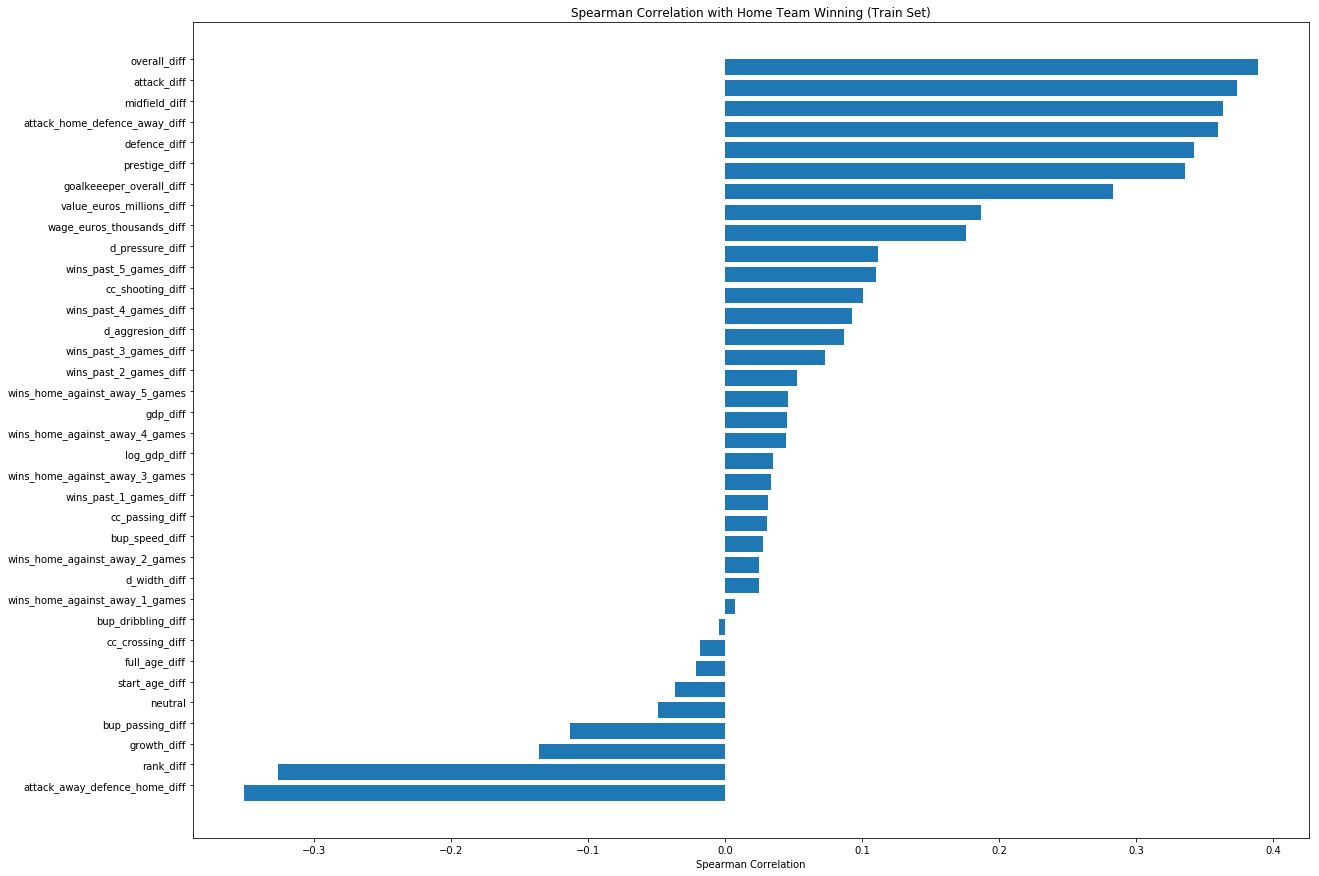 Spearman Correlation with Home Team Winning (Train Set)
overall_diff
attack_diff
midfield_diff
attack_home_defence_away_diff
defence_diff
prestige_diff
goalkeeeper_overall_diff
value_euros_millions_diff
wage_euros_thousands_diff
d_pressure_diff
wins_past_5_games_diff
cc_shooting_diff
wins_past_4_games_diff
d_aggresion_diff
wins_past_3_games_diff
wins_past_2_games_diff
wins_home_against_away_5_games
gdp_diff
wins_home_against_away_4_games
log_gdp_diff
wins_home_against_away_3_games
wins_past_1_games_diff
cc_passing_diff
bup_speed_diff
wins_home_against_away_2_games
d_width_diff
wins_home_against_away_1_games
bup_dribbling_diff
cc_crossing_diff
full_age_diff
start_age_diff
neutral
bup_passing_diff
growth_diff
rank_diff
attack_away_defence_home_diff
−0.3 −0.2 −0.1 0.0 0.1 0.2 0.3 0.4
Spearman Correlation